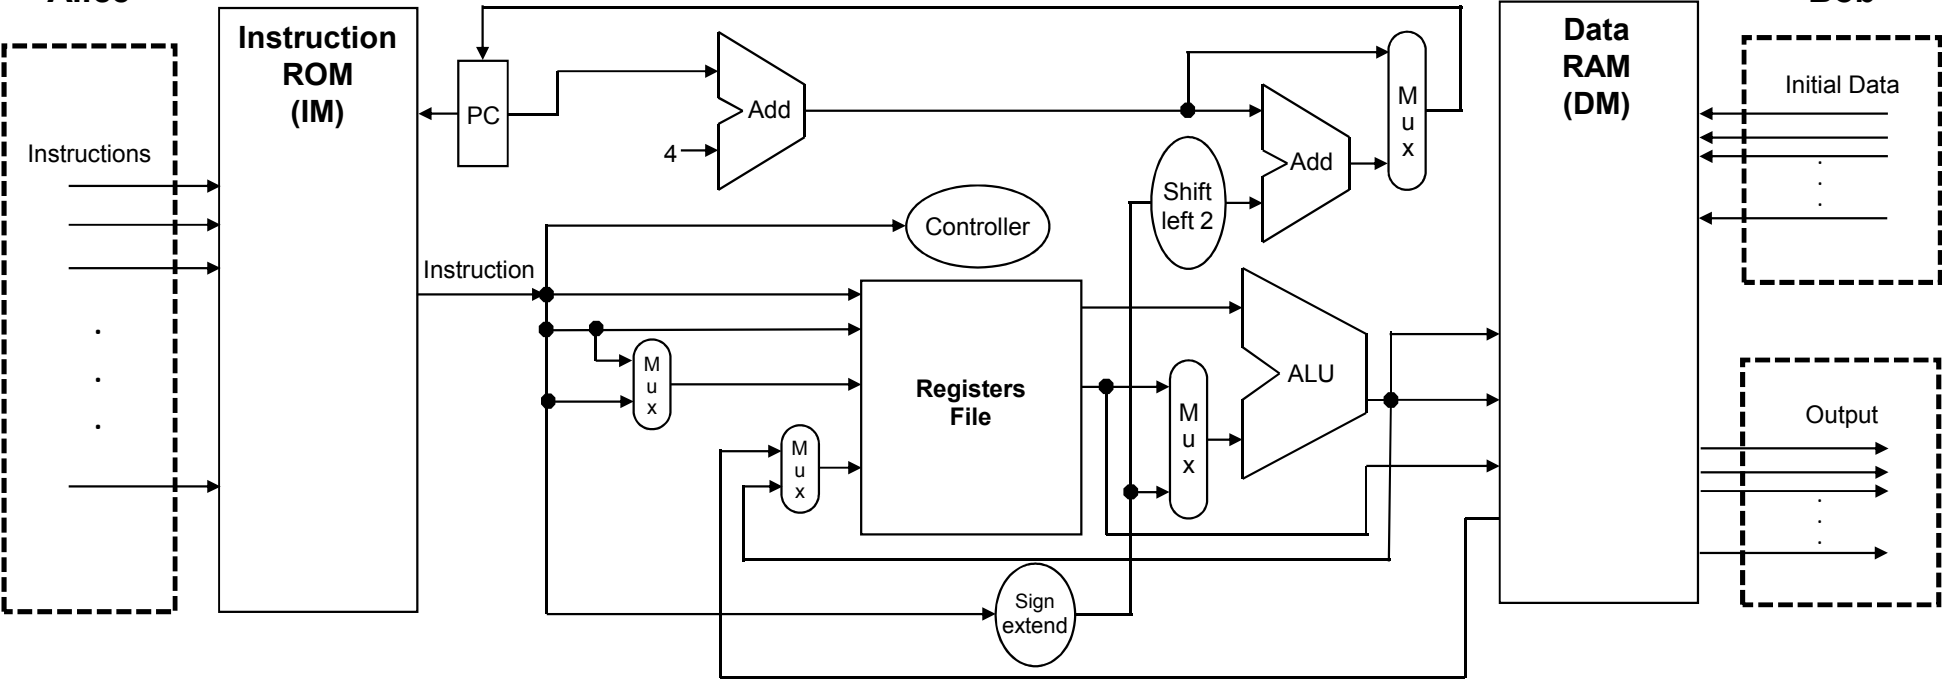 Instruction
ROM
(IM)
Data
RAM
(DM)
Initial Data
Instructions
PC
Add
4
M
u
x
Add
Shift
left 2
Controller
Instruction
M
u
x
Registers
File
ALU
M
u
x
M
u
x
Output
Sign
extend